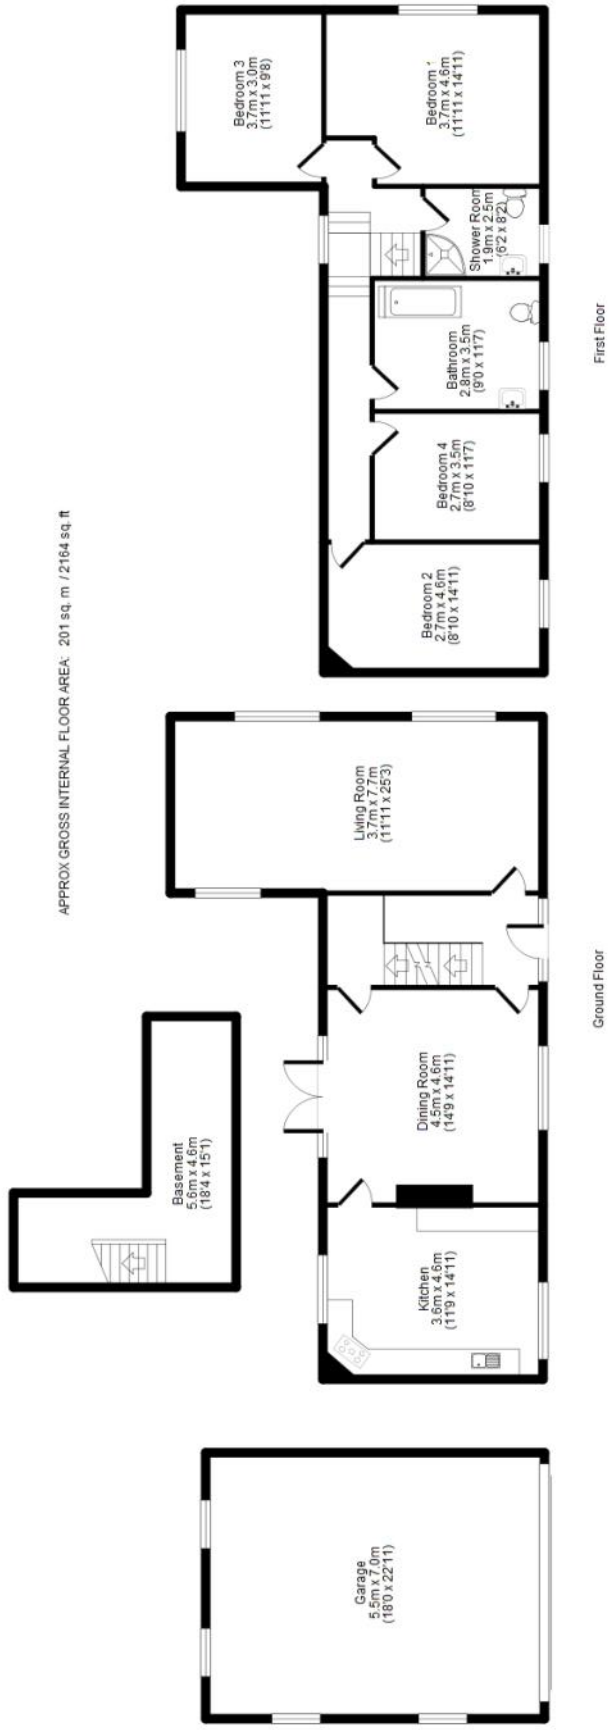 APPROX GROSS INTERNAL FLOOR AREA: 201 sq. m / 2164 sq. ft
Garage
5.5m x 7.0m
(18'0 x 22'11)
Basement
5.6m x 4.6m
(18'4 x 15'1)
Kitchen
3.6m x 4.6m
(11'9 x 14'11)
Dining Room
4.5m x 4.6m
(14'9 x 14'11)
Living Room
3.7m x 7.7m
(11'11 x 25'3)
Ground Floor
Bedroom 2
2.7m x 4.6m
(8'10 x 14'11)
Bedroom 4
2.7m x 3.5m
(8'10 x 11'7)
Bathroom
2.8m x 3.5m
(9'0 x 11'7)
Shower Room
1.9m x 2.5m
(6'2 x 8'2)
Bedroom 3
3.7m x 3.0m
(11'11 x 9'8)
Bedroom 1
3.7m x 4.6m
(11'11 x 14'11)
First Floor